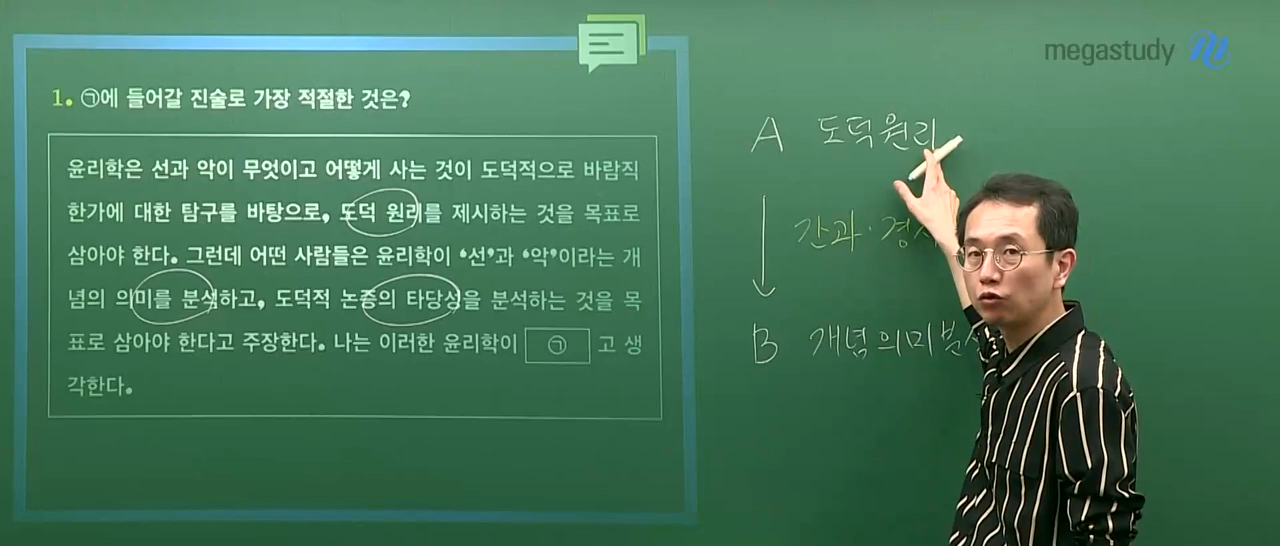 megastudy
1. ㉠에 들어갈 진술로 가장 적절한 것은?
윤리학은 선과 악이 무엇이고 어떻게 사는 것이 도덕적으로 바람직
한가에 대한 탐구를 바탕으로, 도덕 원리를 제시하는 것을 목표로
삼아야 한다. 그런데 어떤 사람들은 윤리학이 ‘선’과 ‘악’이라는 개
념의 의미를 분석하고, 도덕적 논증의 타당성을 분석하는 것을 목
표로 삼아야 한다고 주장한다. 나는 이러한 윤리학이 ㉠ 고 생
각한다.
A 도덕원리
간과·경
B 개념의미분